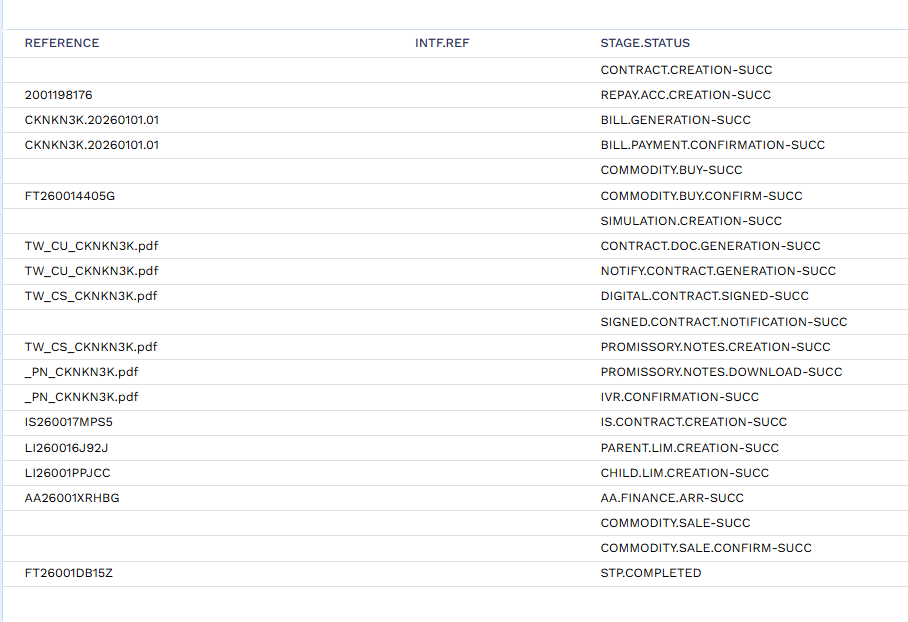 REFERENCE INTF.REF STAGE.STATUS
CONTRACT.CREATION-SUCC
2001198176 REPAY.ACC.CREATION-SUCC
CKNKN3K.20260101.01 BILL.GENERATION-SUCC
CKNKN3K.20260101.01 BILL.PAYMENT.CONFIRMATION-SUCC
COMMODITY.BUY-SUCC
FT260014405G COMMODITY.BUY.CONFIRM-SUCC
SIMULATION.CREATION-SUCC
TW_CU_CKNKN3K.pdf CONTRACT.DOC.GENERATION-SUCC
TW_CU_CKNKN3K.pdf NOTIFY.CONTRACT.GENERATION-SUCC
TW_CS_CKNKN3K.pdf DIGITAL.CONTRACT.SIGNED-SUCC
SIGNED.CONTRACT.NOTIFICATION-SUCC
TW_CS_CKNKN3K.pdf PROMISSORY.NOTES.CREATION-SUCC
_PN_CKNKN3K.pdf PROMISSORY.NOTES.DOWNLOAD-SUCC
_PN_CKNKN3K.pdf IVR.CONFIRMATION-SUCC
IS260017MPS5 IS.CONTRACT.CREATION-SUCC
LI260016J92J PARENT.LIM.CREATION-SUCC
LI26001PPJCC CHILD.LIM.CREATION-SUCC
AA26001XRHBG AA.FINANCE.ARR-SUCC
COMMODITY.SALE-SUCC
COMMODITY.SALE.CONFIRM-SUCC
FT26001DB15Z STP.COMPLETED